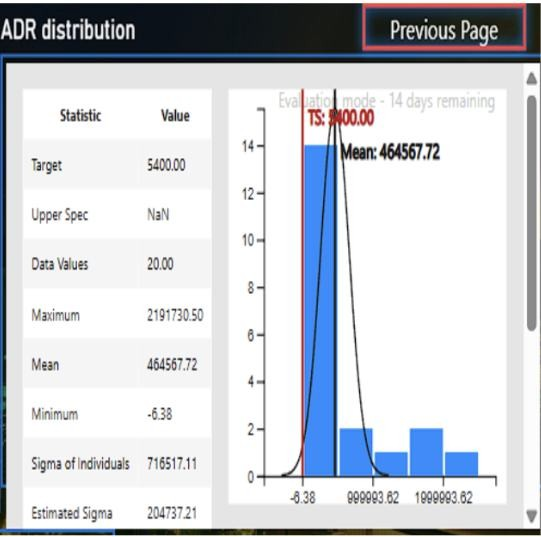 ADR distribution
Previous Page
Statistic Value
Target 5400.00
Upper Spec NaN
Data Values 20.00
Maximum 2191730.50
Mean 464567.72
Minimum -6.38
Sigma of Individuals 716517.11
Estimated Sigma 204737.21
Evaluation mode - 14 days remaining
TS: 5400.00
Mean: 464567.72
14
12
10
8
6
4
2
0
-6.38 999993.62 1999993.62